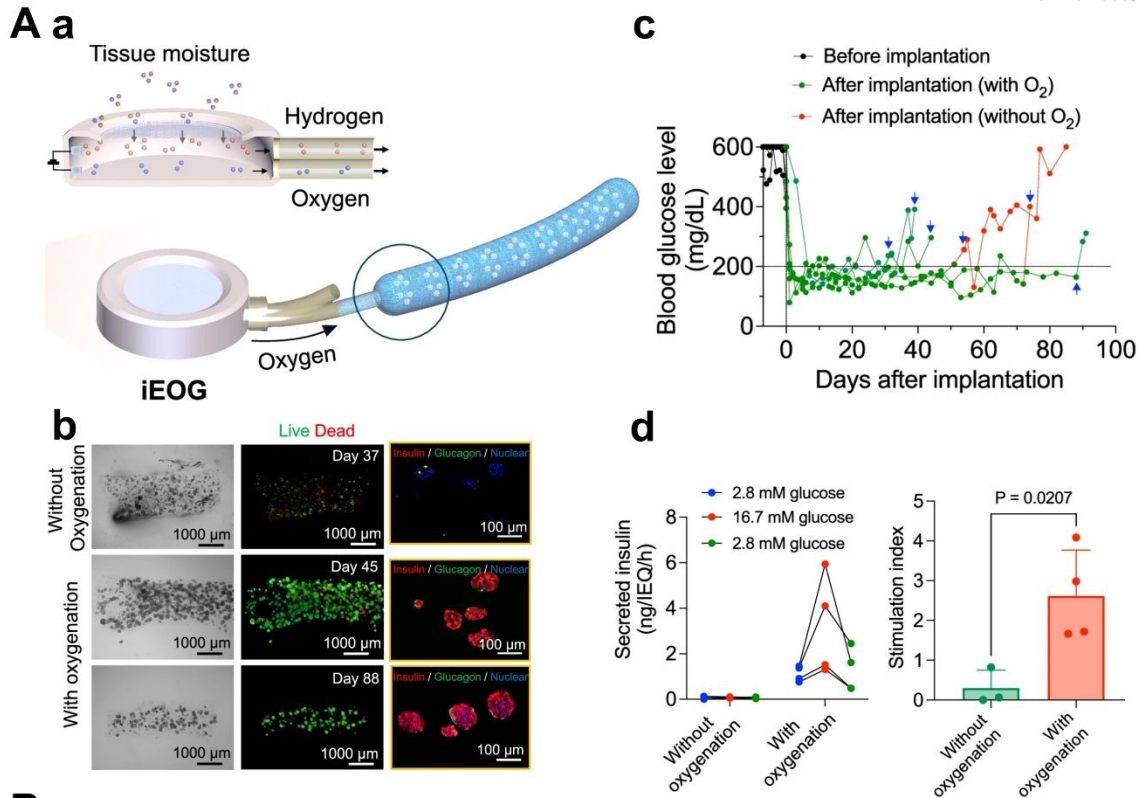 A a
Tissue moisture
Hydrogen
Oxygen
Oxygen
iEOG
b
Live Dead
Without
Oxygenation
1000 µm
Day 37
1000 µm
Insulin / Glucagon / Nuclear
100 µm
With oxygenation
1000 µm
Day 45
1000 µm
Insulin / Glucagon / Nuclear
100 µm
1000 µm
Day 88
1000 µm
Insulin / Glucagon / Nuclear
100 µm
c
Before implantation
After implantation (with O2)
After implantation (without O2)
Blood glucose level
(mg/dL)
600
400
200
0
0 20 40 60 80 100
Days after implantation
d
2.8 mM glucose
16.7 mM glucose
2.8 mM glucose
Secreted insulin
(ng/IEQ/h)
8
6
4
2
0
Without
oxygenation
With
oxygenation
P = 0.0207
Stimulation index
5
4
3
2
1
0
Without
oxygenation
With
oxygenation